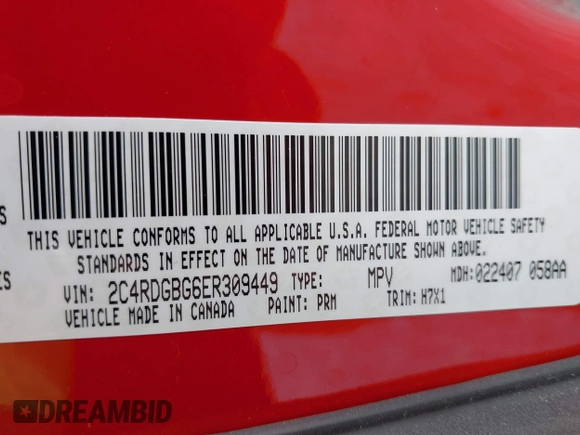 THIS VEHICLE CONFORMS TO ALL APPLICABLE U.S.A. FEDERAL MOTOR VEHICLE SAFETY
STANDARDS IN EFFECT ON THE DATE OF MANUFACTURE SHOWN ABOVE.
VIN: 2C4RDGBG6ER309449 TYPE: MPV MDH:022407 058AA
VEHICLE MADE IN CANADA PAINT: PRM TRIM: H7X1
DREAMBID